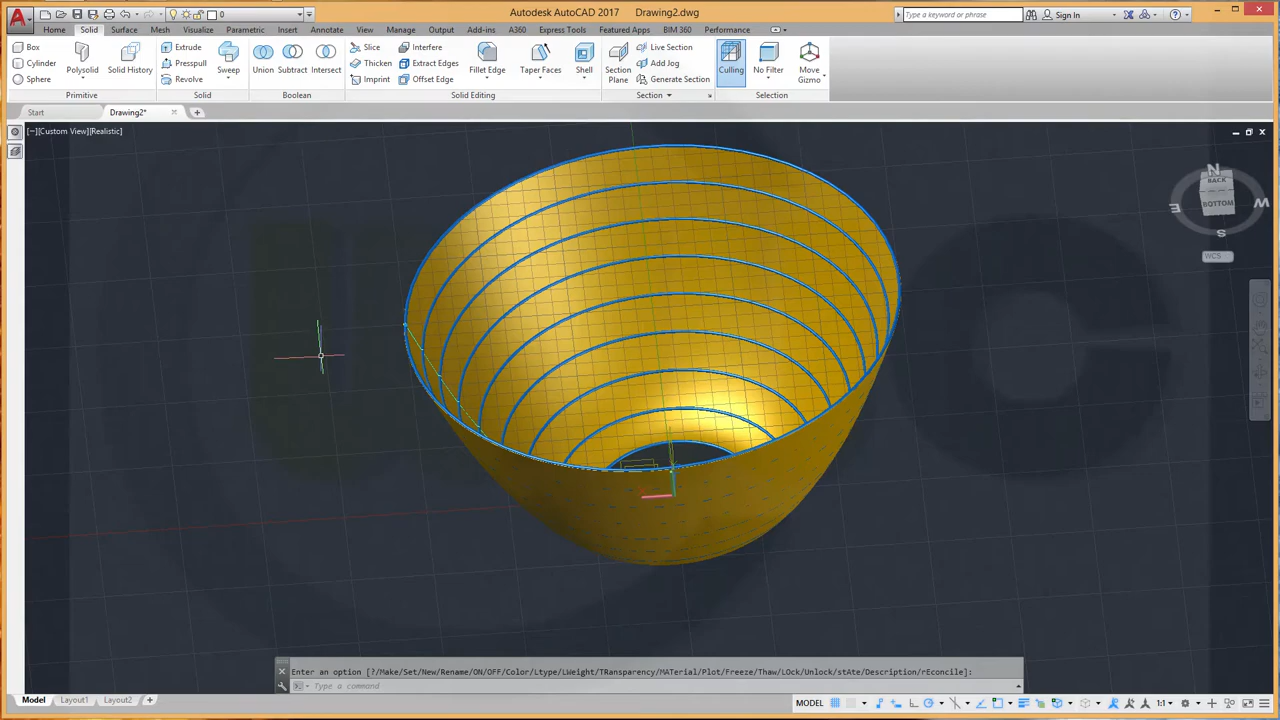 Autodesk AutoCAD 2017 Drawing2.dwg
Type a keyword or phrase
Sign In
0
Home Solid Surface Mesh Visualize Parametric Insert Annotate View Manage Output Add-ins A360 Express Tools Featured Apps BIM 360 Performance
Box
Cylinder
Sphere
Polysolid
Solid History
Primitive
Extrude
Presspull
Revolve
Sweep
Solid
Union
Subtract
Intersect
Boolean
Slice
Thicken
Imprint
Interfere
Extract Edges
Offset Edge
Fillet Edge
Taper Faces
Shell
Solid Editing
Section Plane
Live Section
Add Jog
Generate Section
Section
Culling
No Filter
Move Gizmo
Selection
Start
Drawing2*
[−][Custom View][Realistic]
N
BACK
BOTTOM
E
W
S
WCS
Enter an option [?/Make/Set/New/Rename/ON/OFF/Color/Ltype/LWeight/TRansparency/MATerial/Plot/Freeze/Thaw/LOck/Unlock/stAte/Description/rEconcile]:
Type a command
Model Layout1 Layout2
MODEL
1:1